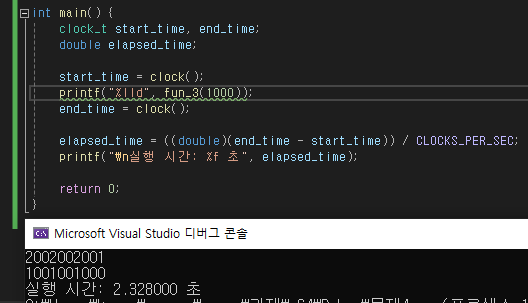 int main() {
clock_t start_time, end_time;
double elapsed_time;
start_time = clock();
printf("%lld", fun_3(1000));
end_time = clock();
elapsed_time = ((double)(end_time - start_time)) / CLOCKS_PER_SEC;
printf("₩n실행 시간: %f 초", elapsed_time);
return 0;
}
Microsoft Visual Studio 디버그 콘솔
2002002001
1001001000
실행 시간: 2.328000 초